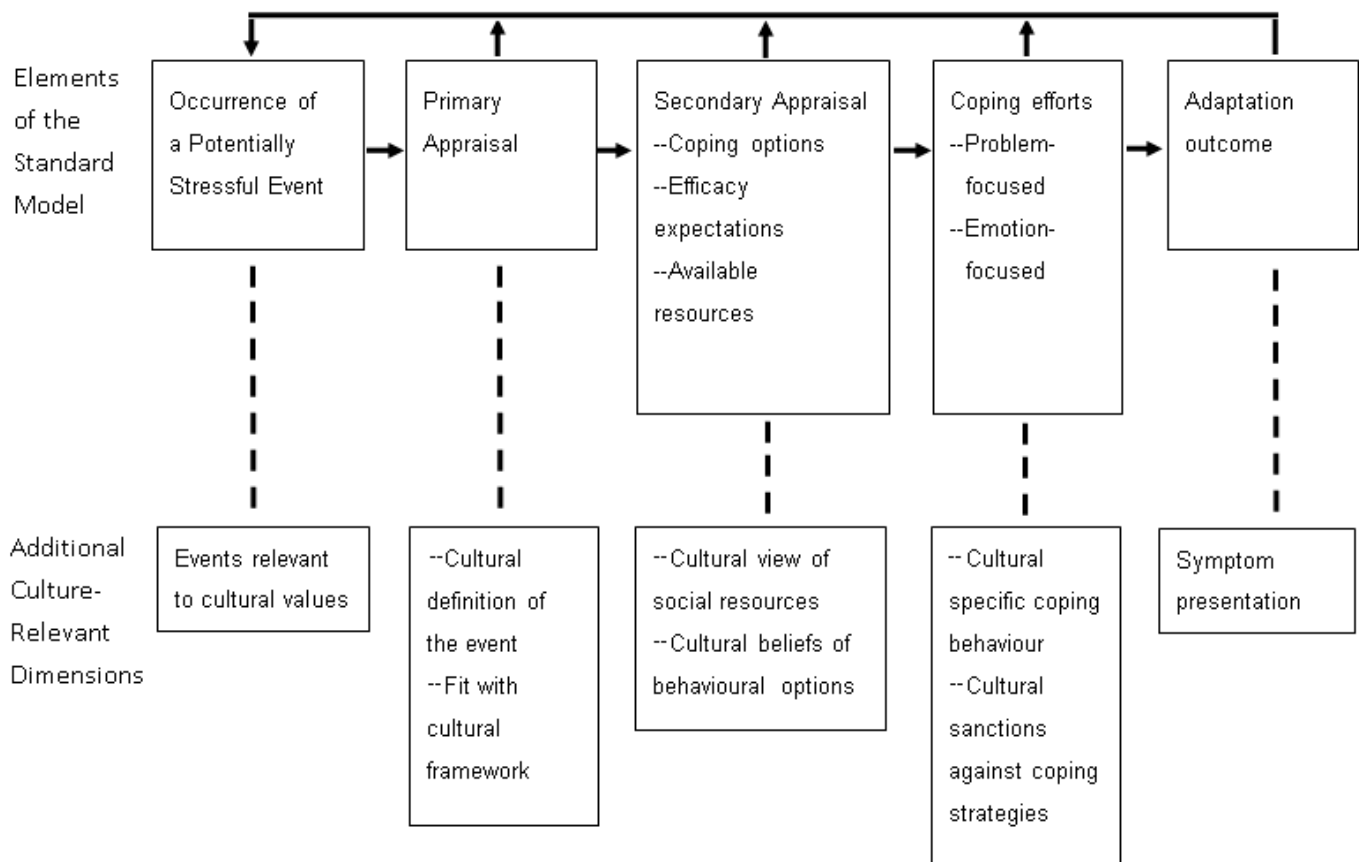 Elements
of the
Standard
Model
Occurrence of
a Potentially
Stressful Event
Primary
Appraisal
Secondary Appraisal
--Coping options
--Efficacy
expectations
--Available
resources
Coping efforts
--Problem-
focused
--Emotion-
focused
Adaptation
outcome
Additional
Culture-
Relevant
Dimensions
Events relevant
to cultural values
--Cultural
definition of
the event
--Fit with
cultural
framework
--Cultural view of
social resources
--Cultural beliefs of
behavioural options
--Cultural
specific coping
behaviour
--Cultural
sanctions
against coping
strategies
Symptom
presentation